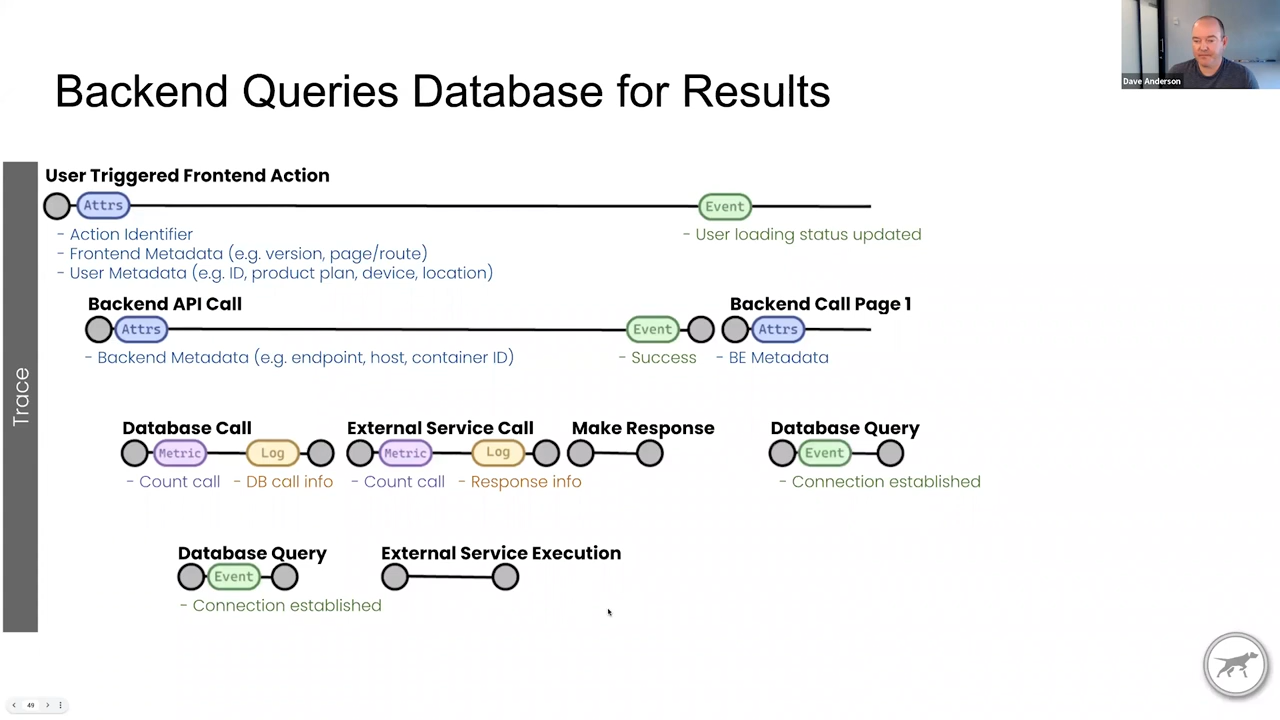 Dave Anderson
Backend Queries Database for Results
Trace
User Triggered Frontend Action
Attrs
Event
- Action Identifier
- Frontend Metadata (e.g. version, page/route)
- User Metadata (e.g. ID, product plan, device, location)
- User loading status updated
Backend API Call
Attrs
Event
- Backend Metadata (e.g. endpoint, host, container ID)
- Success
Backend Call Page 1
Attrs
- BE Metadata
Database Call
Metric
Log
- Count call
- DB call info
External Service Call
Metric
Log
- Count call
- Response info
Make Response
Database Query
Event
- Connection established
Database Query
Event
- Connection established
External Service Execution
49